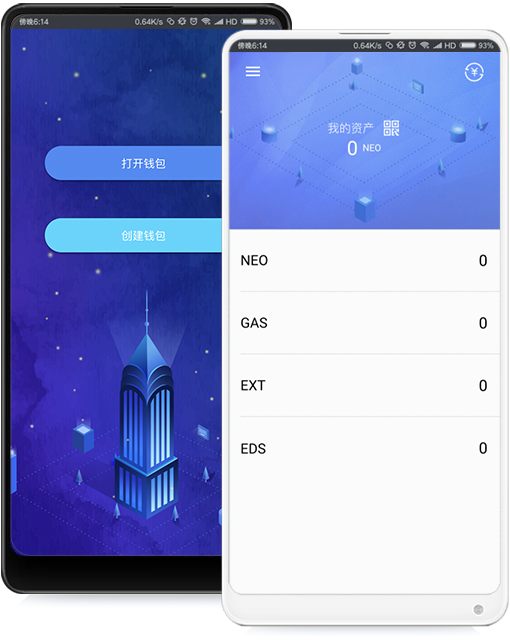 傍晚6:14 0.64K/s HD 93%
打开钱包
创建钱包
傍晚6:14 0.64K/s HD 93%
我的资产
0 NEO
NEO 0
GAS 0
EXT 0
EDS 0